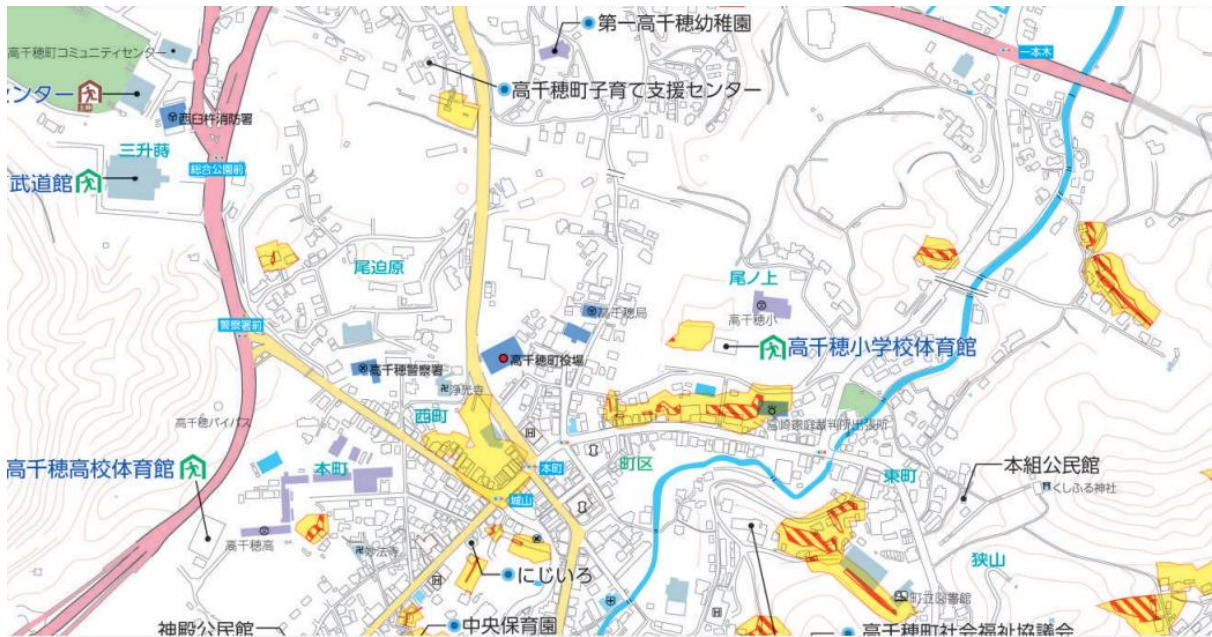 第一高千穂幼稚園
一本木
高千穂町コミュニティセンター
高千穂町子育て支援センター
センター
西臼杵消防署
三升蒔
総合公園前
武道館
尾迫原
尾ノ上
高千穂局
高千穂小
警察署前
高千穂小学校体育館
高千穂町役場
高千穂警察署
浄光寺
西町
高千穂バイパス
宮崎家庭裁判所出張所
本町
町区
本町
東町
本組公民館
高千穂高校体育館
くしふる神社
城山
高千穂高
妙法寺
狭山
にじいろ
町立図書館
神殿公民館
中央保育園
高千穂町社会福祉協議会